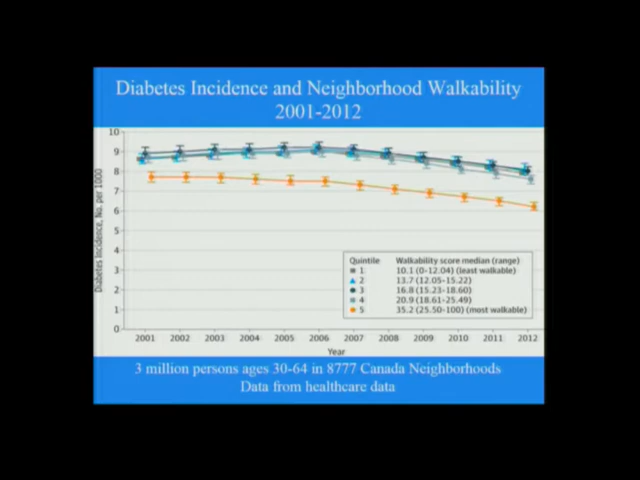 Diabetes Incidence and Neighborhood Walkability
2001-2012
10
9
8
7
6
5
4
3
2
1
0
Diabetes incidence, No. per 1000
Quintile Walkability score median (range)
1 10.1 (0-12.04) (least walkable)
2 13.7 (12.05-15.22)
3 16.8 (15.23-18.60)
4 20.9 (18.61-25.49)
5 35.2 (25.50-100) (most walkable)
2001 2002 2003 2004 2005 2006 2007 2008 2009 2010 2011 2012
Year
3 million persons ages 30-64 in 8777 Canada Neighborhoods
Data from healthcare data